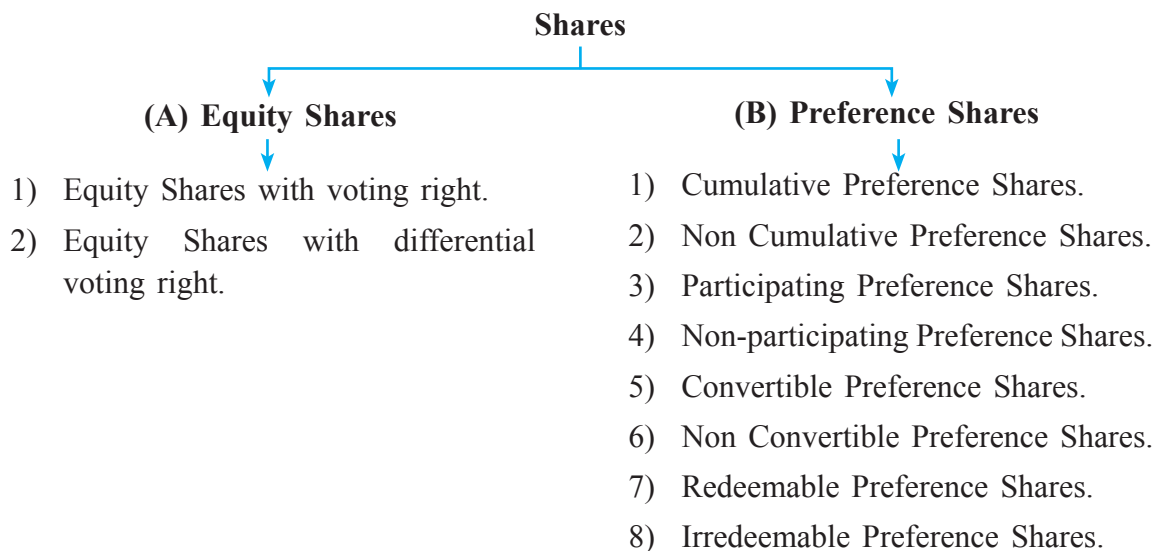 Shares
(A) Equity Shares
1) Equity Shares with voting right.
2) Equity Shares with differential
voting right.
(B) Preference Shares
1) Cumulative Preference Shares.
2) Non Cumulative Preference Shares.
3) Participating Preference Shares.
4) Non-participating Preference Shares.
5) Convertible Preference Shares.
6) Non Convertible Preference Shares.
7) Redeemable Preference Shares.
8) Irredeemable Preference Shares.